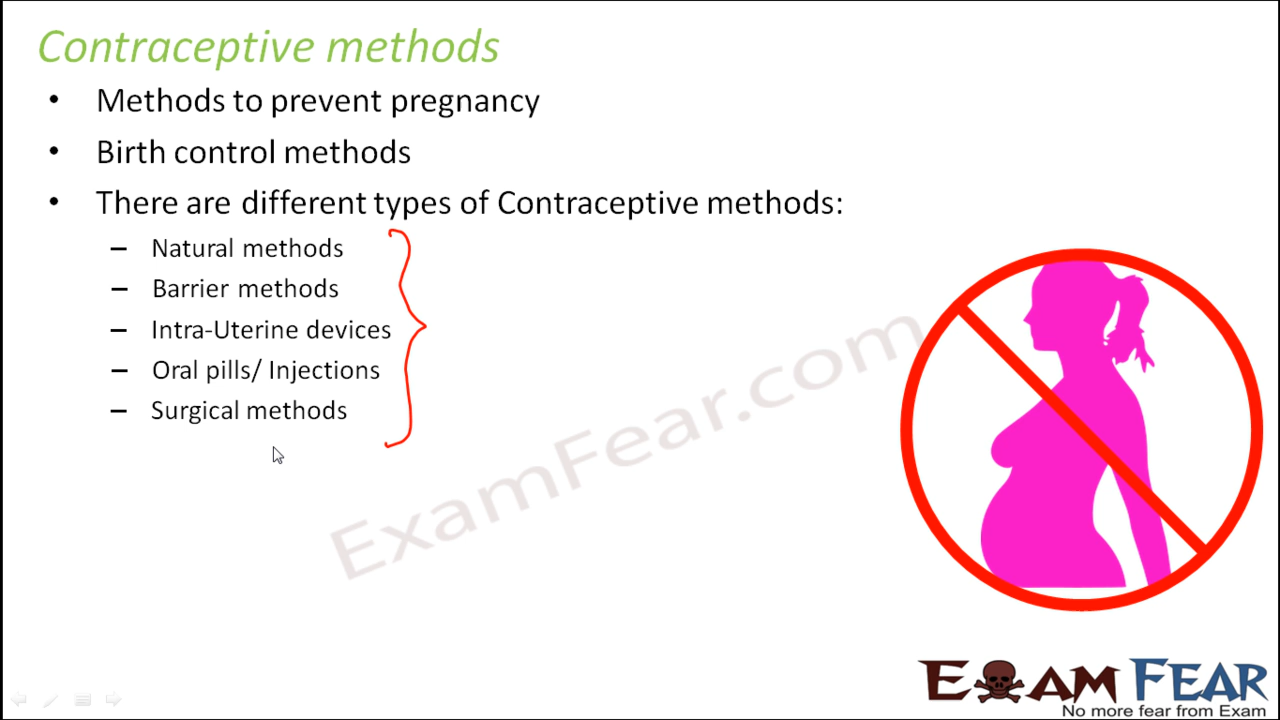 Contraceptive methods
• Methods to prevent pregnancy
• Birth control methods
• There are different types of Contraceptive methods:
– Natural methods
– Barrier methods
– Intra-Uterine devices
– Oral pills/ Injections
– Surgical methods
ExamFear.com
EXAM FEAR
No more fear from Exam